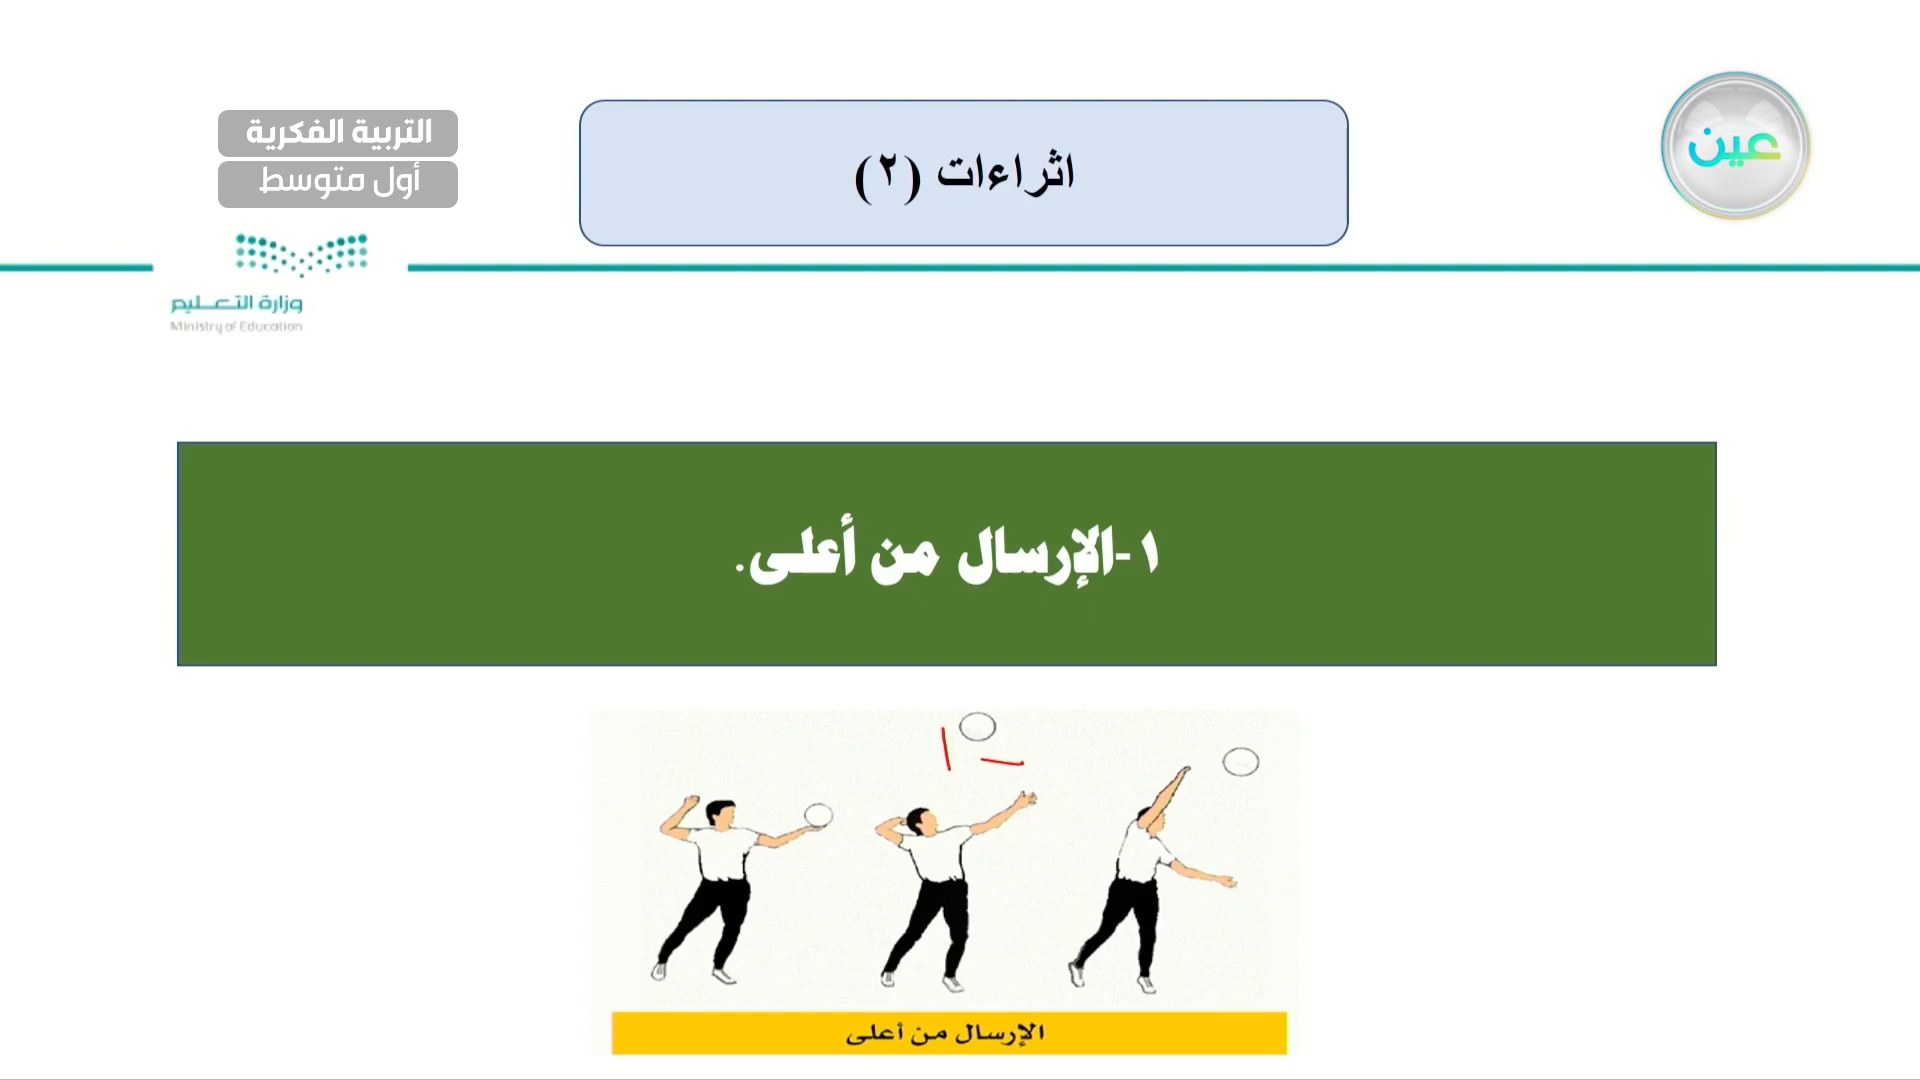 التربية الفكرية
أول متوسط
اثراءات (٢)
عين
وزارة التعليم
Ministry of Education
١-الإرسال من أعلى.
الإرسال من أعلى